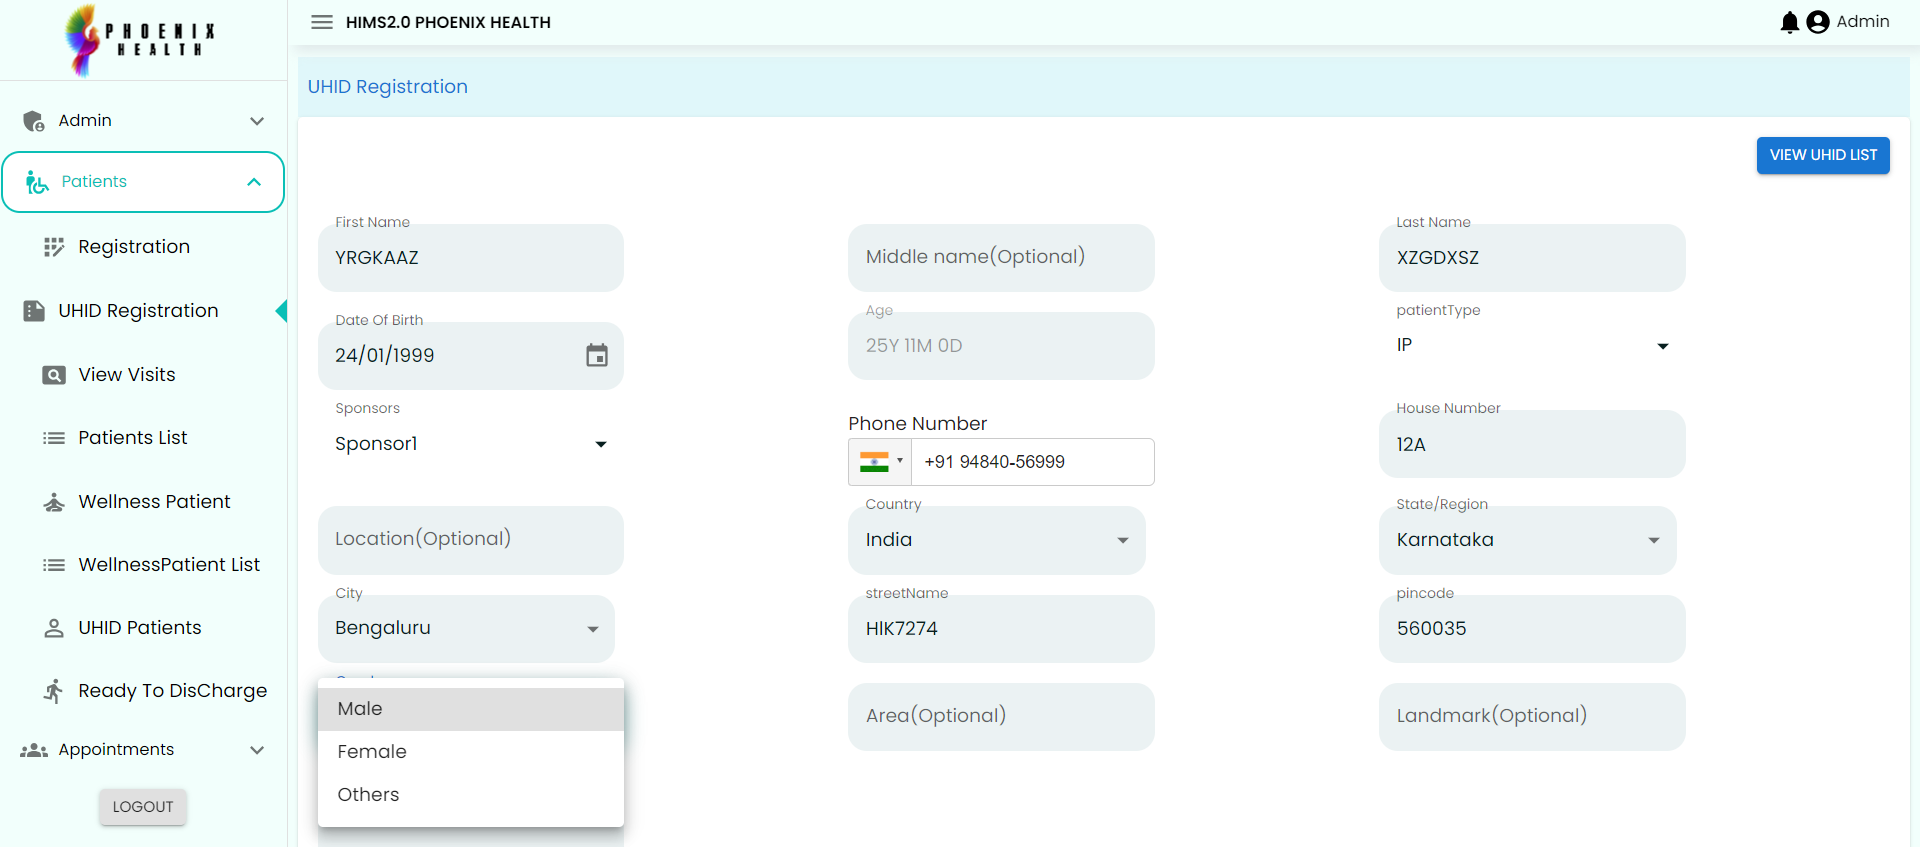 PHOENIX
HEALTH
HIMS2.0 PHOENIX HEALTH
Admin
UHID Registration
VIEW UHID LIST
Admin
Patients
Registration
UHID Registration
View Visits
Patients List
Wellness Patient
WellnessPatient List
UHID Patients
Ready To DisCharge
Appointments
LOGOUT
First Name
YRGKAAZ
Middle name(Optional)
Last Name
XZGDXSZ
Date Of Birth
24/01/1999
Age
25Y 11M 0D
patientType
IP
Sponsors
Sponsor1
Phone Number
+91 94840-56999
House Number
12A
Location(Optional)
Country
India
State/Region
Karnataka
City
Bengaluru
streetName
HIK7274
pincode
560035
Male
Female
Others
Area(Optional)
Landmark(Optional)